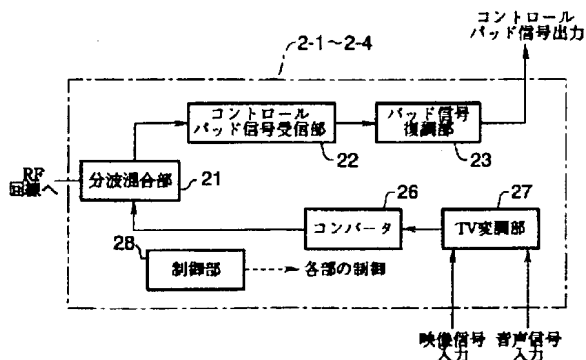 コントロール
パッド信号出力
2-1～2-4
コントロール
パッド信号受信部
22
パッド信号
復調部
23
RF
回線へ
分波混合部
21
26
コンバータ
27
TV変調部
28
制御部
各部の制御
映像信号
入力
音声信号
入力